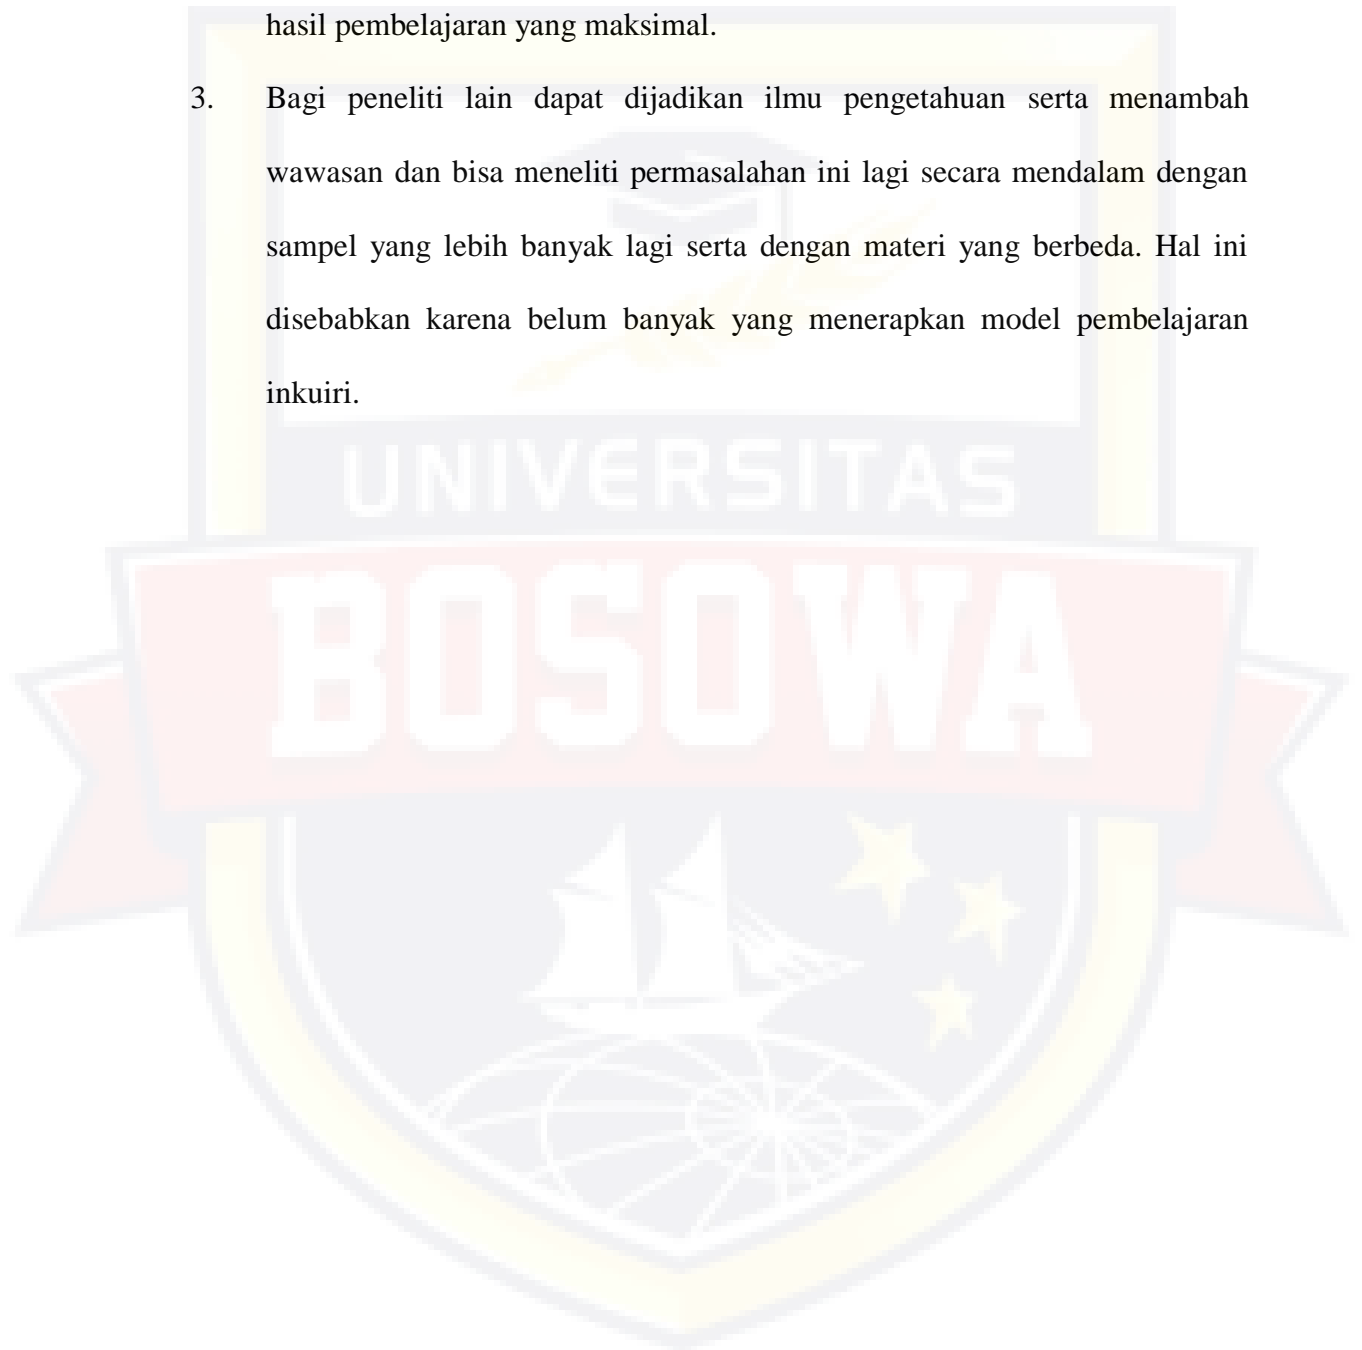 hasil pembelajaran yang maksimal.
3. Bagi peneliti lain dapat dijadikan ilmu pengetahuan serta menambah
wawasan dan bisa meneliti permasalahan ini lagi secara mendalam dengan
sampel yang lebih banyak lagi serta dengan materi yang berbeda. Hal ini
disebabkan karena belum banyak yang menerapkan model pembelajaran
inkuiri.
UNIVERSITAS
BOSOWA